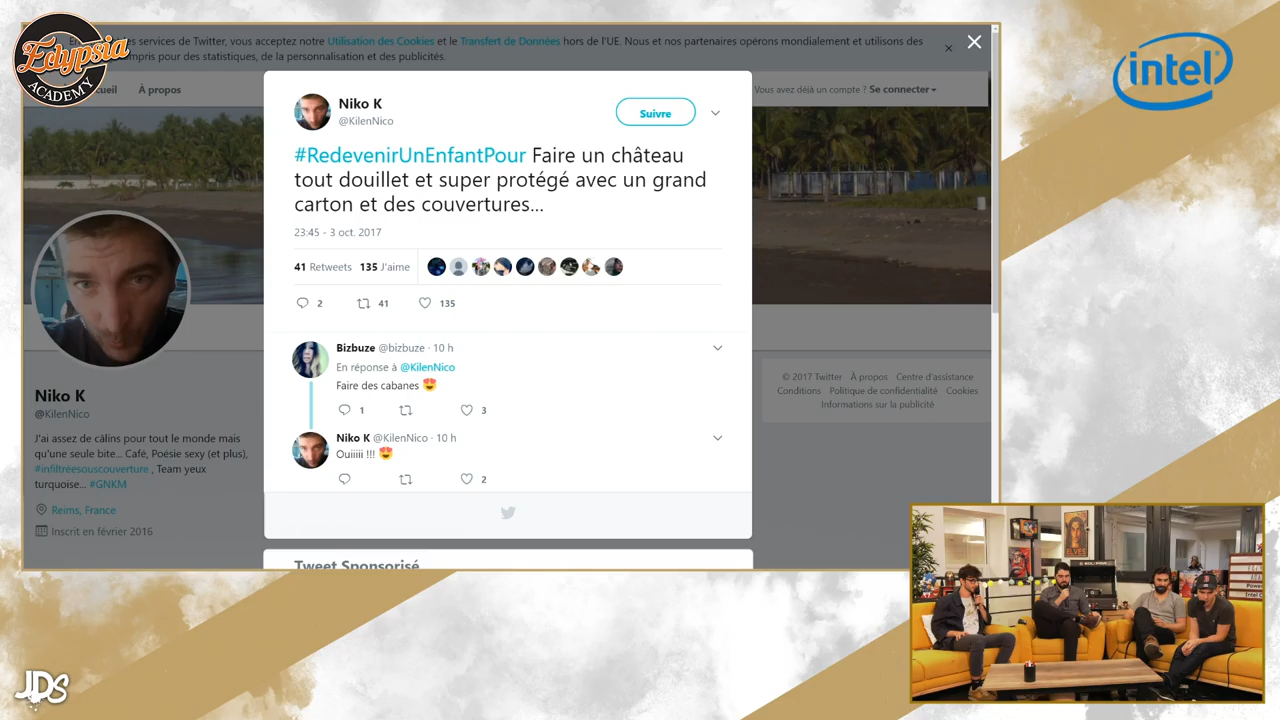 Eclypsia
ACADEMY
es services de Twitter, vous acceptez notre Utilisation des Cookies et le Transfert de Données hors de l'UE. Nous et nos partenaires opérons mondialement et utilisons des
mpris pour des statistiques, de la personnalisation et des publicités.
intel
cueil À propos
Vous avez déjà un compte ? Se connecter
Niko K
@KilenNico
Suivre
#RedevenirUnEnfantPour Faire un château
tout douillet et super protégé avec un grand
carton et des couvertures...
23:45 - 3 oct. 2017
41 Retweets 135 J'aime
2 41 135
Bizbuze @bizbuze · 10 h
En réponse à @KilenNico
Faire des cabanes
1 3
Niko K @KilenNico · 10 h
Ouiiiii !!!
2
Tweet Sponsorisé
Niko K
@KilenNico
J'ai assez de câlins pour tout le monde mais
qu'une seule bite... Café, Poésie sexy (et plus),
#infiltréesouscouverture , Team yeux
turquoise... #GNKM
Reims, France
Inscrit en février 2016
© 2017 Twitter À propos Centre d'assistance
Conditions Politique de confidentialité Cookies
Informations sur la publicité
ELVES
JDS